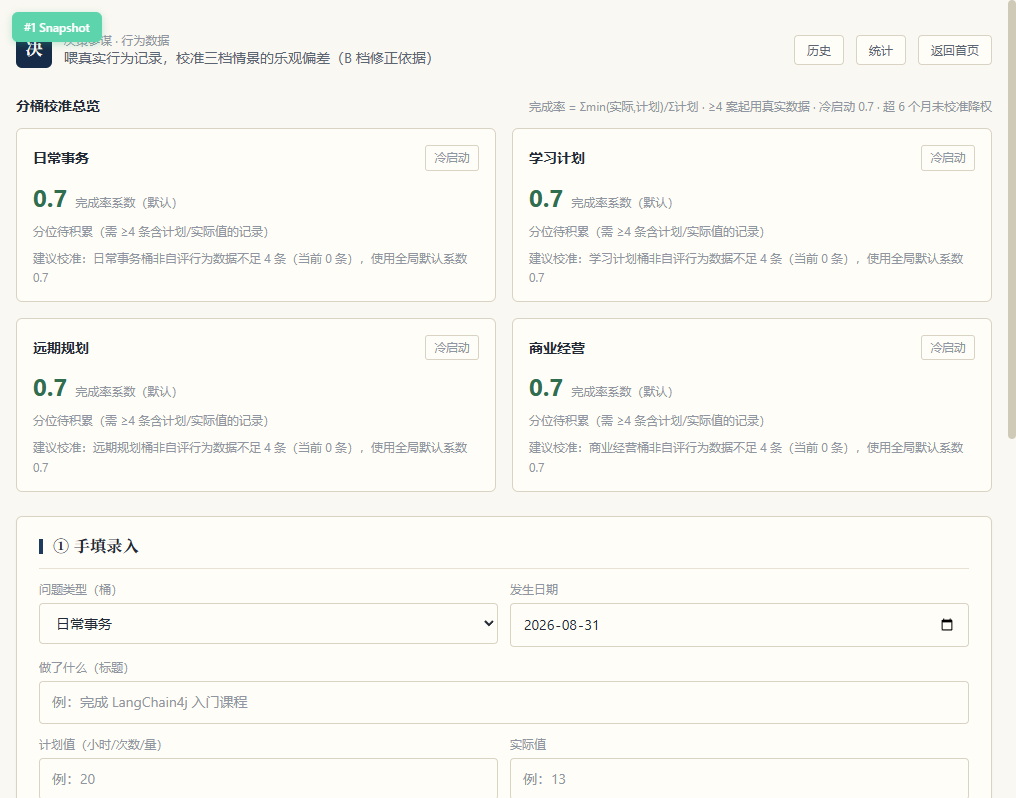 #1 Snapshot
决
决策参谋 · 行为数据
喂真实行为记录，校准三档情景的乐观偏差（B 档修正依据）
历史
统计
返回首页
分桶校准总览
完成率 = Σmin(实际,计划)/Σ计划 · ≥4 案起用真实数据 · 冷启动 0.7 · 超 6 个月未校准降权
日常事务
冷启动
0.7 完成率系数（默认）
分位待积累（需 ≥4 条含计划/实际值的记录）
建议校准：日常事务桶非自评行为数据不足 4 条（当前 0 条），使用全局默认系数
0.7
学习计划
冷启动
0.7 完成率系数（默认）
分位待积累（需 ≥4 条含计划/实际值的记录）
建议校准：学习计划桶非自评行为数据不足 4 条（当前 0 条），使用全局默认系数
0.7
远期规划
冷启动
0.7 完成率系数（默认）
分位待积累（需 ≥4 条含计划/实际值的记录）
建议校准：远期规划桶非自评行为数据不足 4 条（当前 0 条），使用全局默认系数
0.7
商业经营
冷启动
0.7 完成率系数（默认）
分位待积累（需 ≥4 条含计划/实际值的记录）
建议校准：商业经营桶非自评行为数据不足 4 条（当前 0 条），使用全局默认系数
0.7
① 手填录入
问题类型（桶）
日常事务
发生日期
2026-08-31
做了什么（标题）
例：完成 LangChain4j 入门课程
计划值（小时/次数/量）
例：20
实际值
例：13